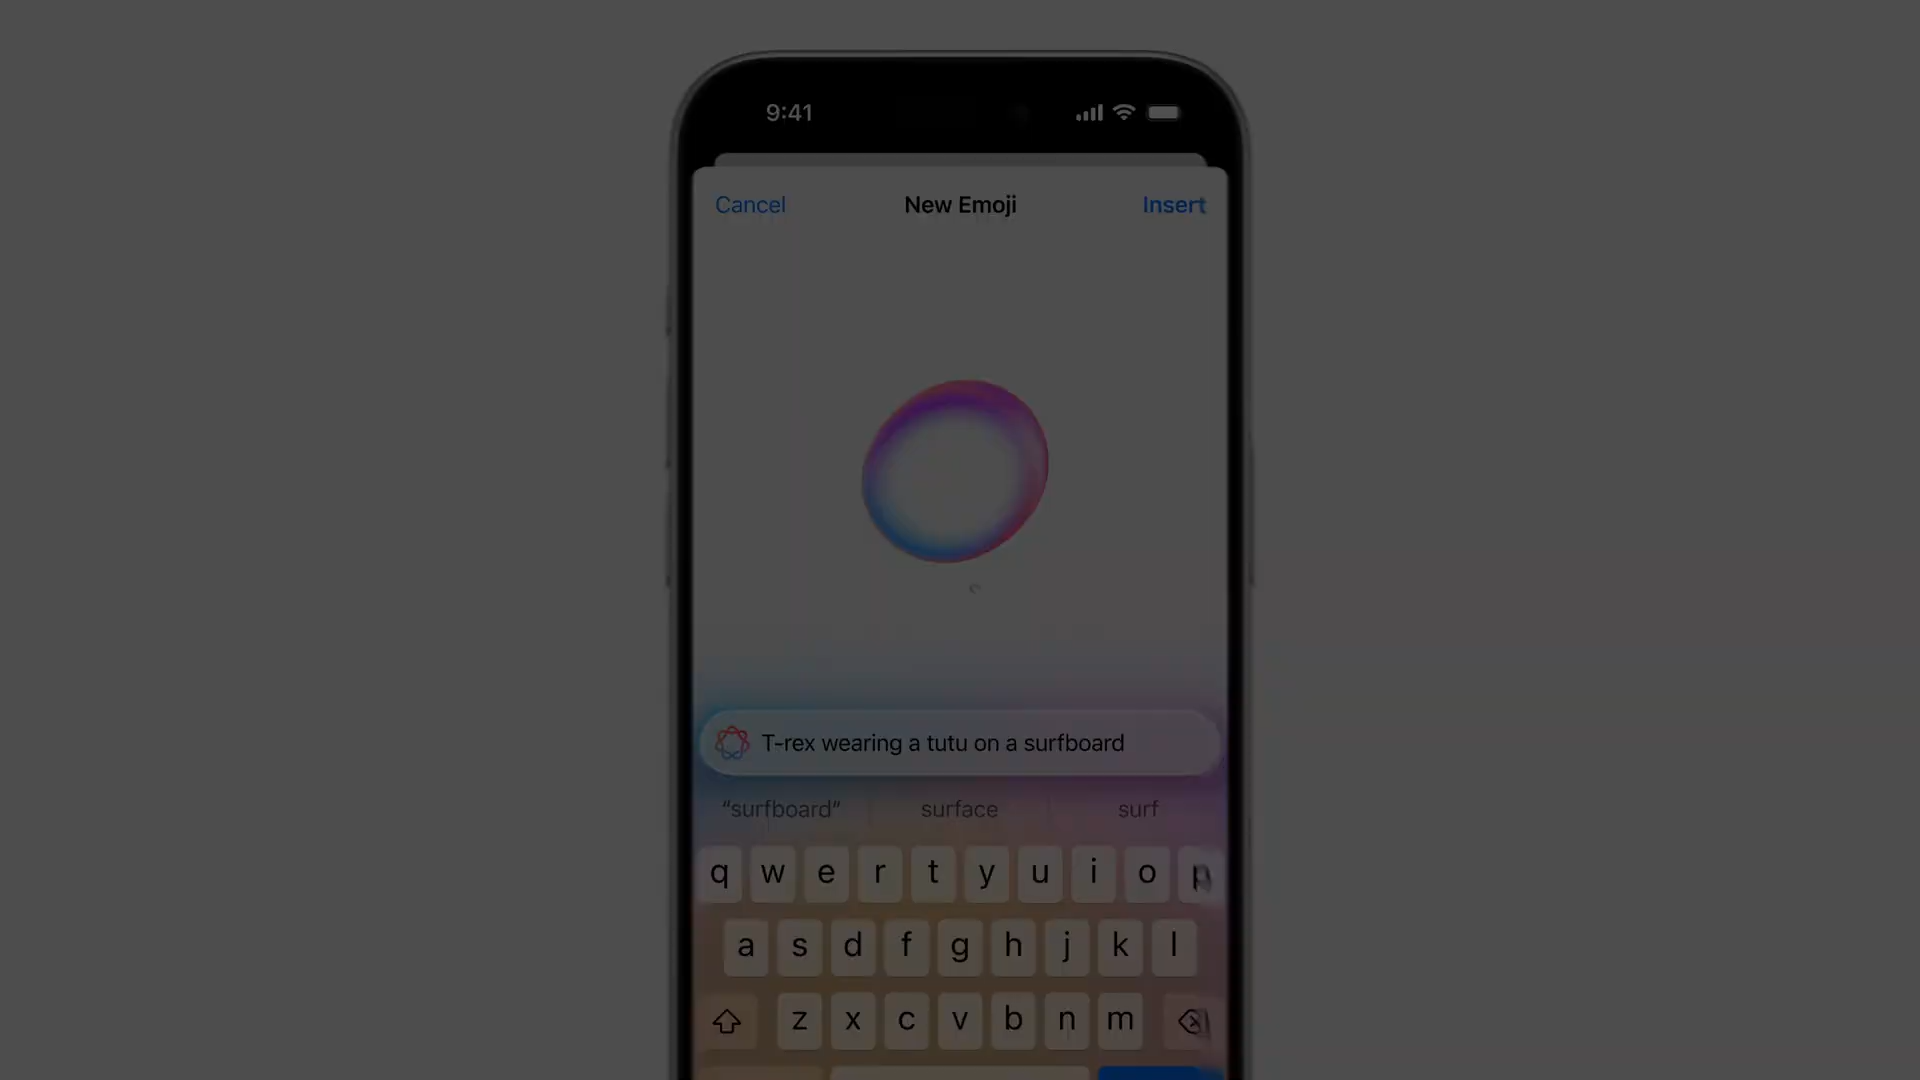 9:41
Cancel New Emoji Insert
T-rex wearing a tutu on a surfboard
“surfboard” surface surf
q w e r t y u i o p
a s d f g h j k l
z x c v b n m